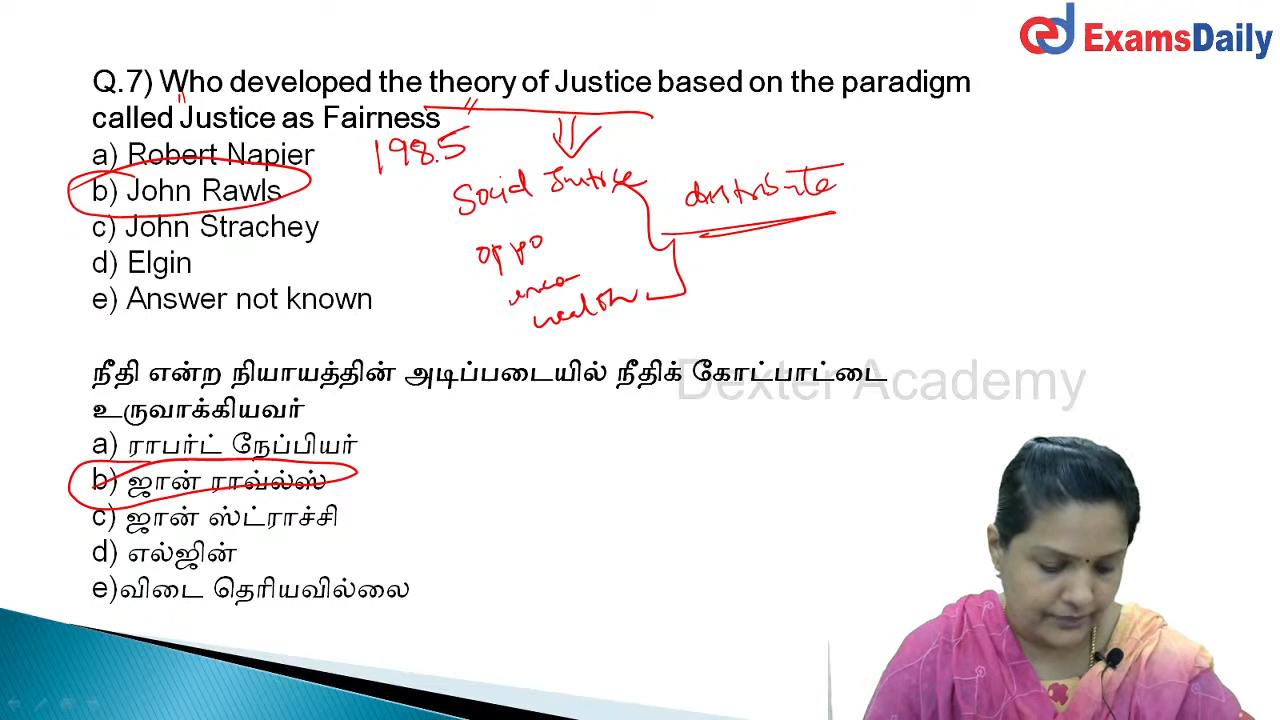 ExamsDaily
Q.7) Who developed the theory of Justice based on the paradigm
called Justice as Fairness
1985
a) Robert Napier
b) John Rawls
Social Justice
distribute
c) John Strachey
oppo
d) Elgin
e) Answer not known
நீதி என்ற நியாயத்தின் அடிப்படையில் நீதிக் கோட்பாட்டை
Dexter Academy
உருவாக்கியவர்
a) ராபர்ட் நேப்பியர்
b) ஜான் ராவ்ல்ஸ்
c) ஜான் ஸ்ட்ராச்சி
d) எல்ஜின்
e)விடை தெரியவில்லை